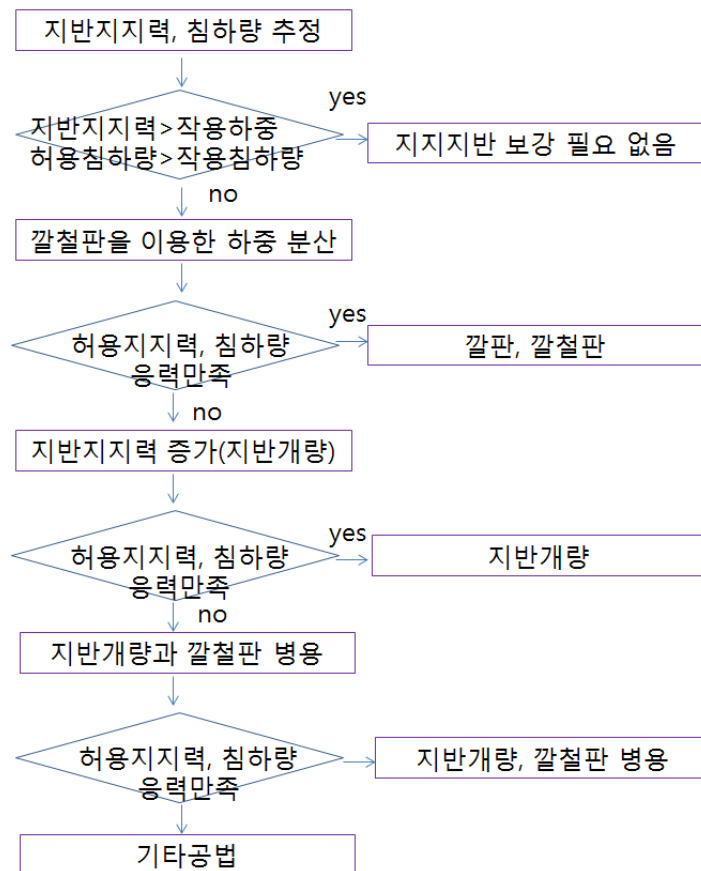 지반지지력, 침하량 추정
yes
지반지지력>작용하중
허용침하량>작용침하량
지지지반 보강 필요 없음
no
깔철판을 이용한 하중 분산
yes
허용지지력, 침하량
응력만족
깔판, 깔철판
no
지반지지력 증가(지반개량)
yes
허용지지력, 침하량
응력만족
지반개량
no
지반개량과 깔철판 병용
허용지지력, 침하량
응력만족
지반개량, 깔철판 병용
기타공법